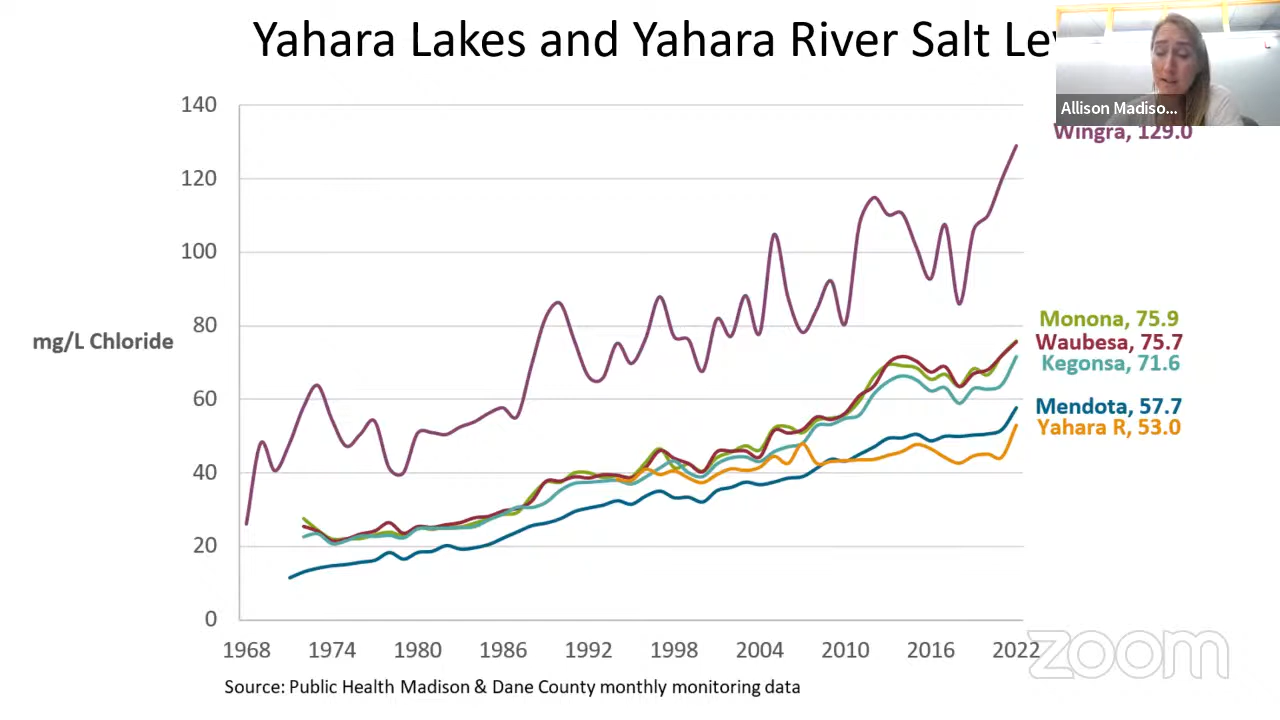 Yahara Lakes and Yahara River Salt Le
Allison Madiso...
140
120
100
80
60
40
20
0
mg/L Chloride
Wingra, 129.0
Monona, 75.9
Waubesa, 75.7
Kegonsa, 71.6
Mendota, 57.7
Yahara R, 53.0
1968 1974 1980 1986 1992 1998 2004 2010 2016 2022
zoom
Source: Public Health Madison & Dane County monthly monitoring data